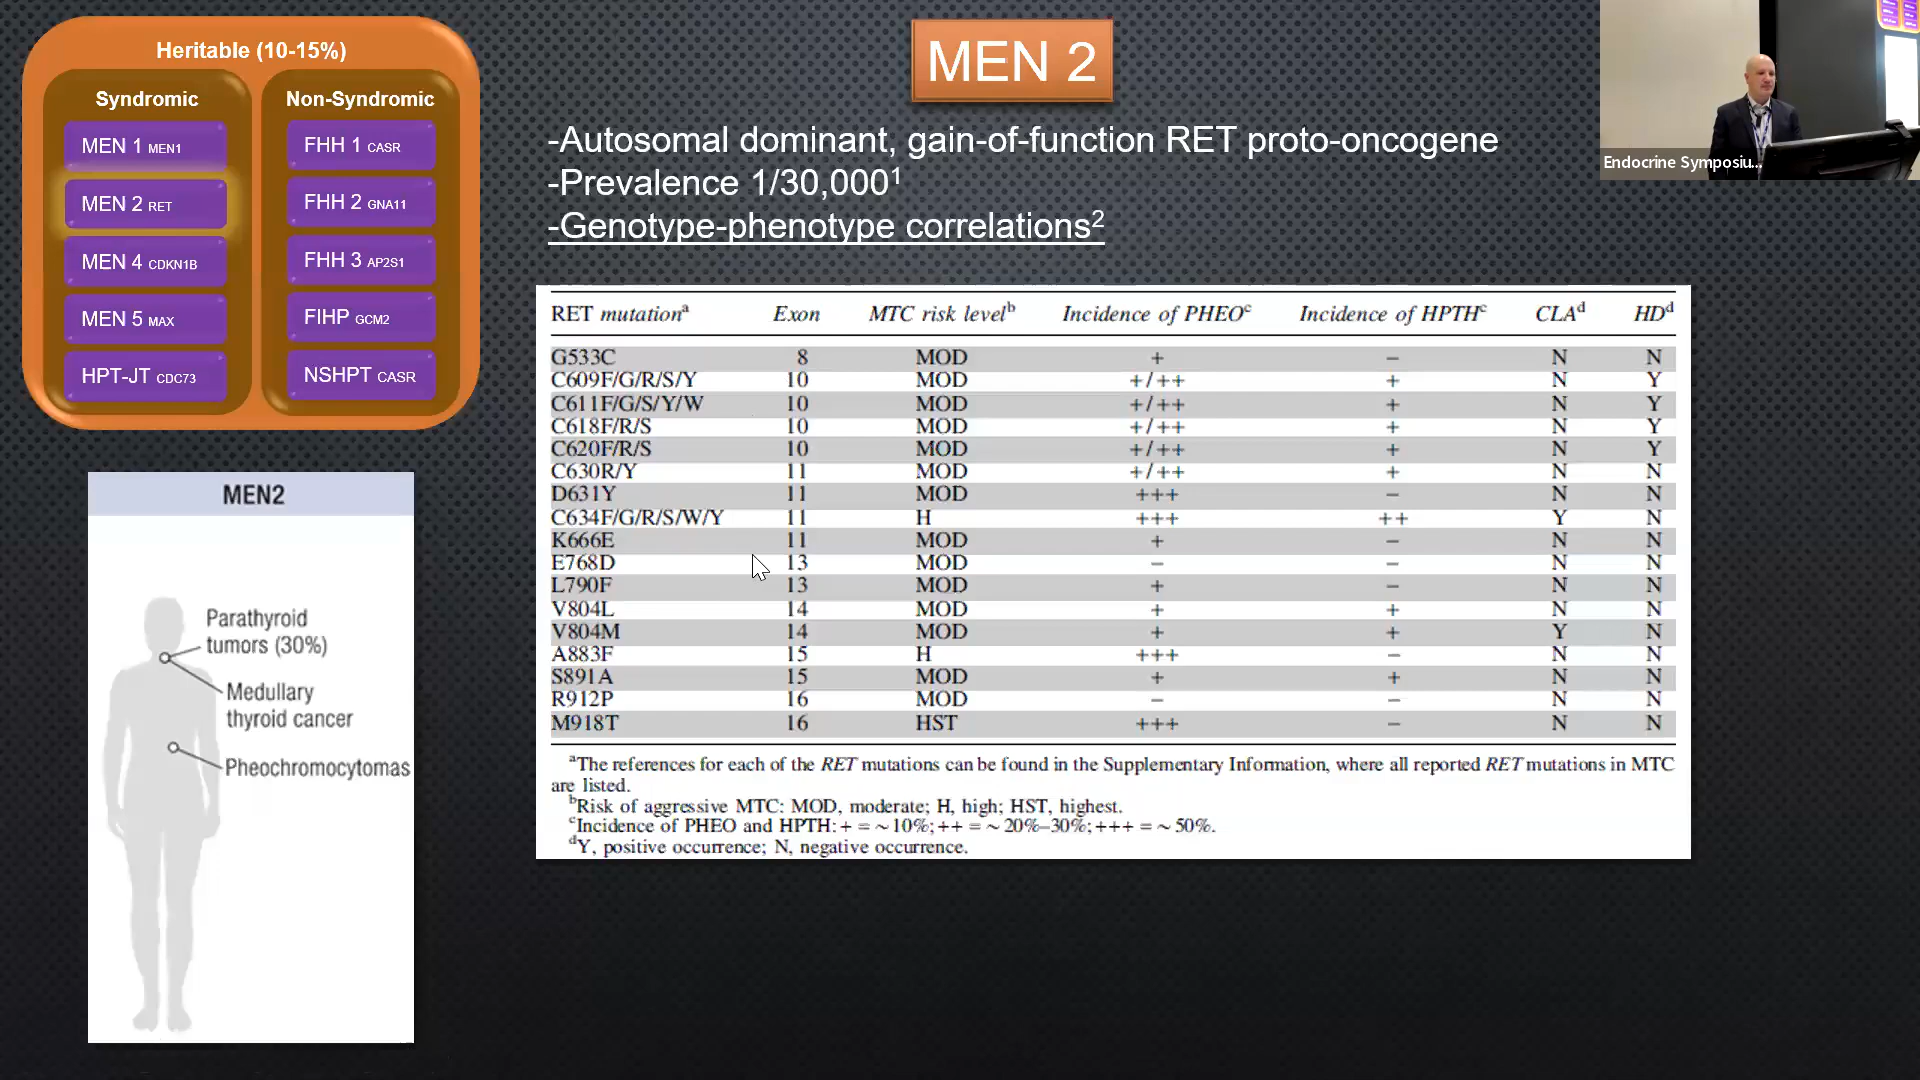 Heritable (10-15%)
Syndromic
MEN 1 MEN1
MEN 2 RET
MEN 4 CDKN1B
MEN 5 MAX
HPT-JT CDC73
Non-Syndromic
FHH 1 CASR
FHH 2 GNA11
FHH 3 AP2S1
FIHP GCM2
NSHPT CASR
MEN 2
-Autosomal dominant, gain-of-function RET proto-oncogene
-Prevalence 1/30,000¹
-Genotype-phenotype correlations²
Endocrine Symposiu...
MEN2
Parathyroid
tumors (30%)
Medullary
thyroid cancer
Pheochromocytomas
RET mutationᵃ Exon MTC risk levelᵇ Incidence of PHEOᶜ Incidence of HPTHᶜ CLAᵈ HDᵈ
G533C 8 MOD + – N N
C609F/G/R/S/Y 10 MOD +/++ + N Y
C611F/G/S/Y/W 10 MOD +/++ + N Y
C618F/R/S 10 MOD +/++ + N Y
C620F/R/S 10 MOD +/++ + N Y
C630R/Y 11 MOD +/++ + N N
D631Y 11 MOD +++ – N N
C634F/G/R/S/W/Y 11 H +++ ++ Y N
K666E 11 MOD + – N N
E768D 13 MOD – – N N
L790F 13 MOD + – N N
V804L 14 MOD + + N N
V804M 14 MOD + + Y N
A883F 15 H +++ – N N
S891A 15 MOD + + N N
R912P 16 MOD – – N N
M918T 16 HST +++ – N N
ᵃThe references for each of the RET mutations can be found in the Supplementary Information, where all reported RET mutations in MTC
are listed.
ᵇRisk of aggressive MTC: MOD, moderate; H, high; HST, highest.
ᶜIncidence of PHEO and HPTH: + = ~10%; ++ = ~20%–30%; +++ = ~50%.
ᵈY, positive occurrence; N, negative occurrence.